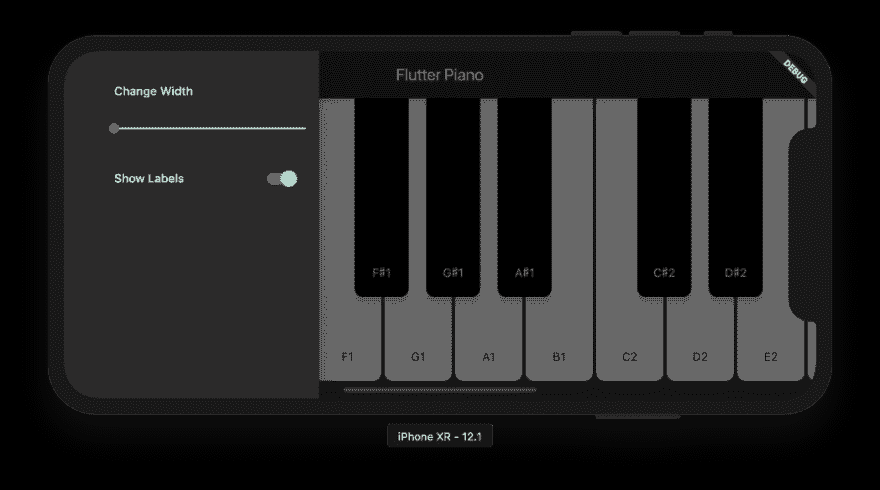 Change Width
Show Labels
Flutter Piano
DEBUG
F♯1 G♯1 A♯1 C♯2 D♯2
F1 G1 A1 B1 C2 D2 E2
iPhone XR - 12.1